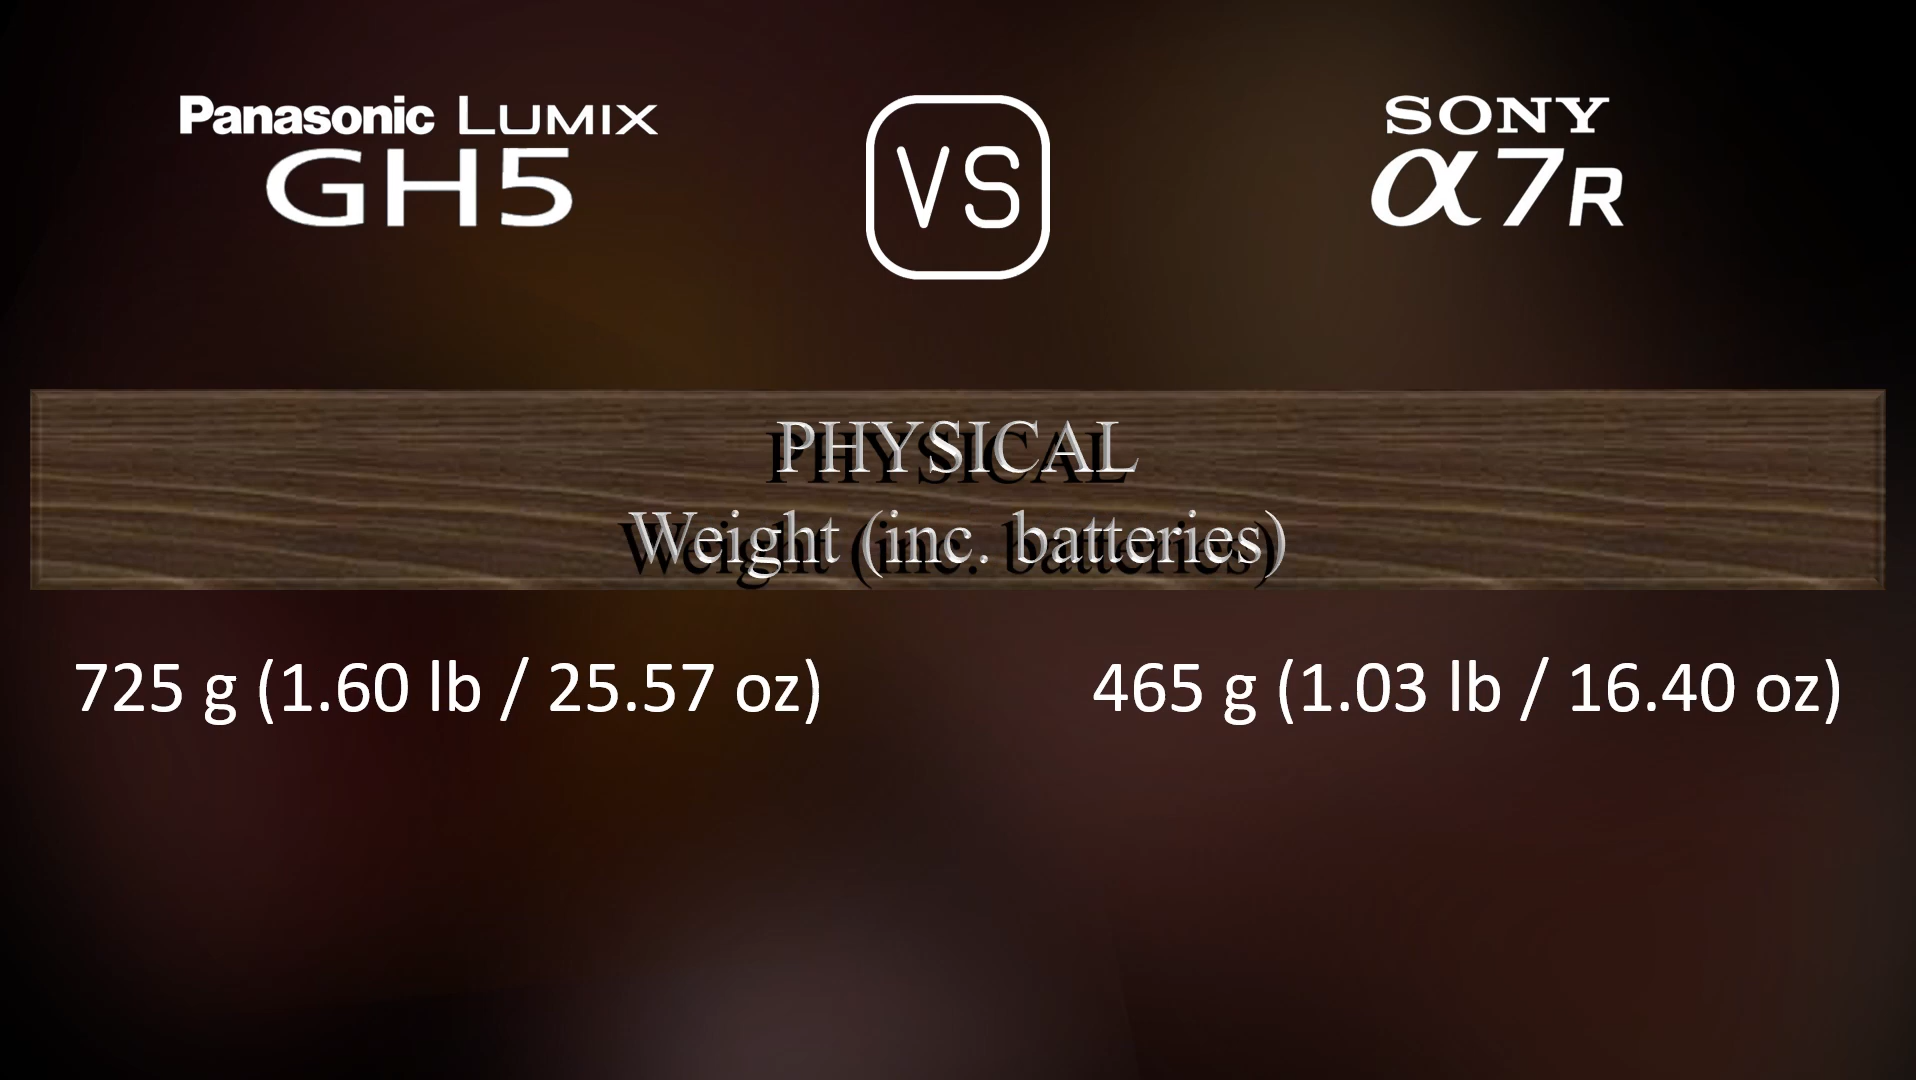 Panasonic LUMIX
GH5
VS
SONY
α7R
PHYSICAL
Weight (inc. batteries)
725 g (1.60 lb / 25.57 oz)
465 g (1.03 lb / 16.40 oz)